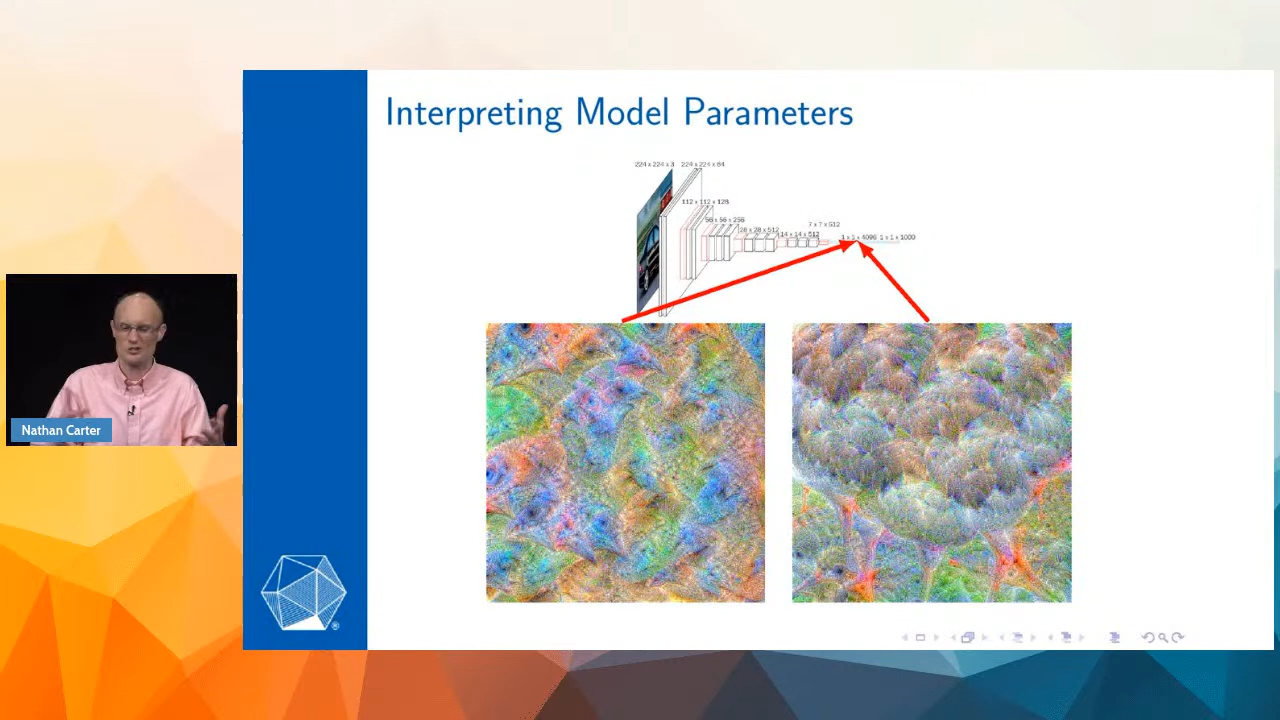 Interpreting Model Parameters
224 x 224 x 3 224 x 224 x 64
112 x 112 x 128
56 x 56 x 256
28 x 28 x 512
14 x 14 x 512
7 x 7 x 512
1 x 1 x 4096 1 x 1 x 1000
Nathan Carter
®